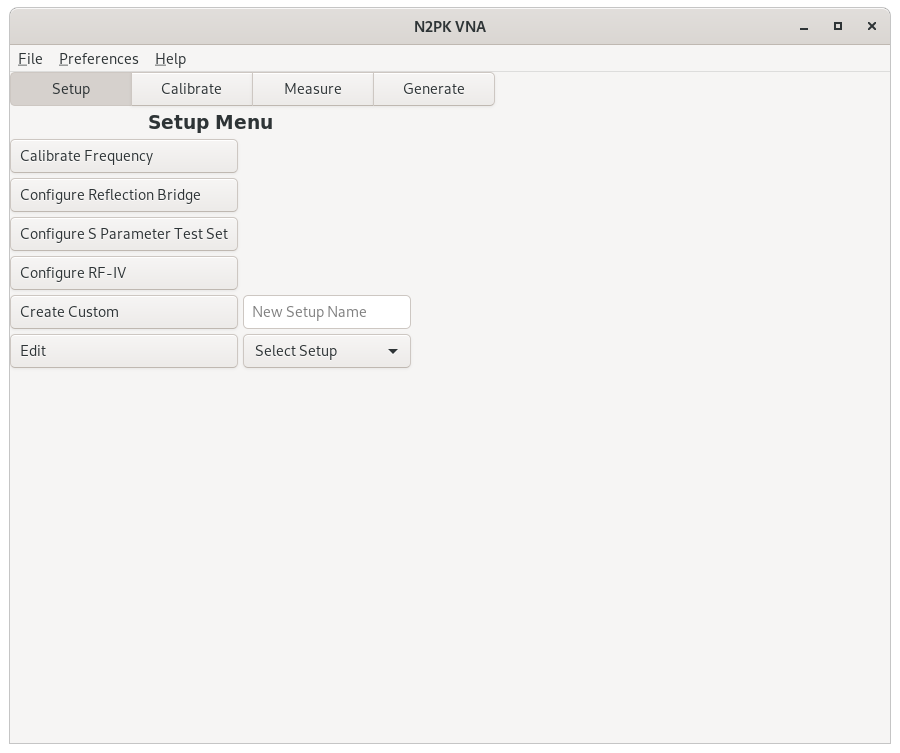 N2PK VNA
File Preferences Help
Setup Calibrate Measure Generate
Setup Menu
Calibrate Frequency
Configure Reflection Bridge
Configure S Parameter Test Set
Configure RF-IV
Create Custom New Setup Name
Edit Select Setup